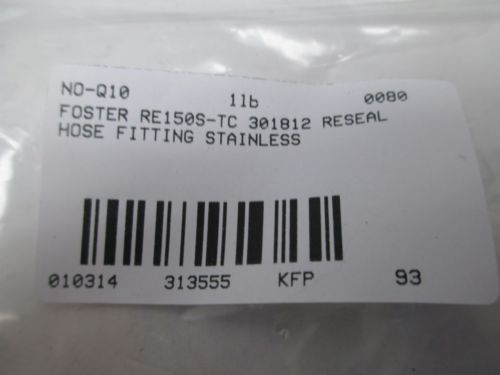 NO-Q10 1lb 0080
FOSTER RE150S-TC 301812 RESEAL
HOSE FITTING STAINLESS
010314 313555 KFP 93